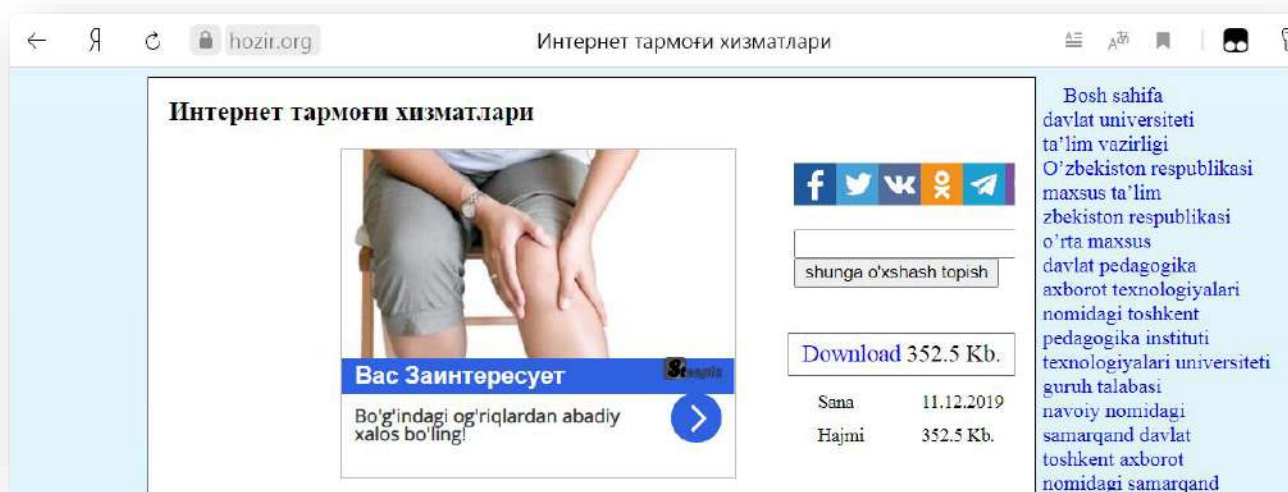 Я hozir.org Интернет тармоғи хизматлари
Интернет тармоғи хизматлари
Вас Заинтересует
Bo'g'indagi og'riqlardan abadiy
xalos bo'ling!
shunga o'xshash topish
Download 352.5 Kb.
Sana 11.12.2019
Hajmi 352.5 Kb.
Bosh sahifa
davlat universiteti
ta’lim vazirligi
O’zbekiston respublikasi
maxsus ta’lim
zbekiston respublikasi
o’rta maxsus
davlat pedagogika
axborot texnologiyalari
nomidagi toshkent
pedagogika instituti
texnologiyalari universiteti
guruh talabasi
navoiy nomidagi
samarqand davlat
toshkent axborot
nomidagi samarqand